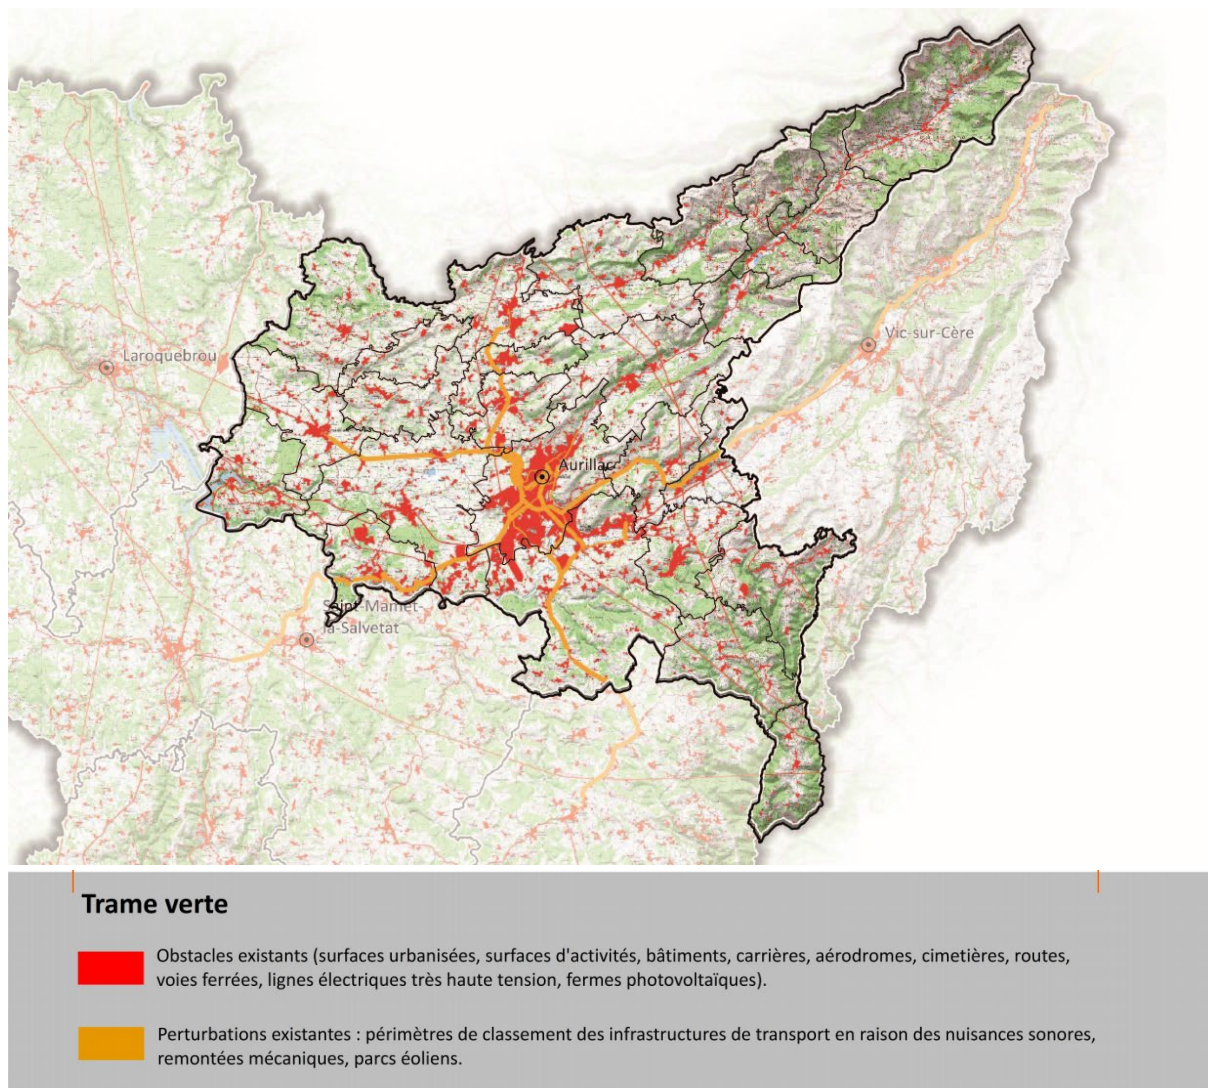 Laroquebrou
Vic-sur-Cère
Aurillac
Saint-Mamet-
la-Salvetat
Trame verte
Obstacles existants (surfaces urbanisées, surfaces d'activités, bâtiments, carrières, aérodromes, cimetières, routes,
voies ferrées, lignes électriques très haute tension, fermes photovoltaïques).
Perturbations existantes : périmètres de classement des infrastructures de transport en raison des nuisances sonores,
remontées mécaniques, parcs éoliens.